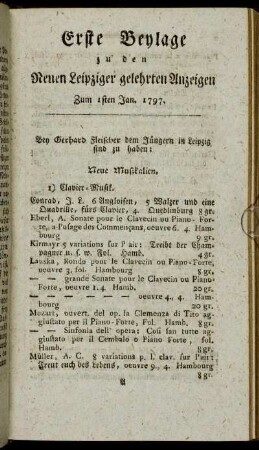 Erste Beylage
zu den
Neuen Leipziger gelehrten Anzeigen
Zum 1sten Jan. 1797.
Bey Gerhard Fleischer dem Jüngern in Leipzig
sind zu haben:
Neue Musikalien.
1) Clavier-Musik.
Conrad, J. L. 6 Angloisen, 5 Walzer und eine
Quadrille, fürs Clavier, 4. Quedlinburg 8 gr.
Eberl, A. Sonate pour le Clavecin ou Piano-For-
te, a l'usage des Commençans, oeuvre 6. 4. Ham-
bourg 9 gr.
Kirmayr 5 variations sur l'air: Treibt der Cham-
pagner u. s. w. Fol. Hamb. 4 gr.
Lauska, Ronde pour le Clavecin ou Piano-Forte,
oeuvre 3. fol Hambourg 8 gr.
— — grande Sonate pour le Clavecin ou Piano-
Forte, oeuvre 1. 4. Hamb. 20 gr.
— — — — oeuvre 4, 4. Ham-
bourg 20 gr.
Mozart, ouvert. del op. la Clemenza di Tito ag-
giustato per il Piano-Forte, Fol. Hamb. 8 gr.
— — Sinfonia dell' opera: Cosi fan tutte ag-
giustato per il Cembalo o Piano Forte, fol.
Hamb. 8 gr.
Müller, A. C. 8 variations p. l. clav. sur l'air:
Freut euch des Lebens, oeuvre 9., 4. Hambourg
8 gr.